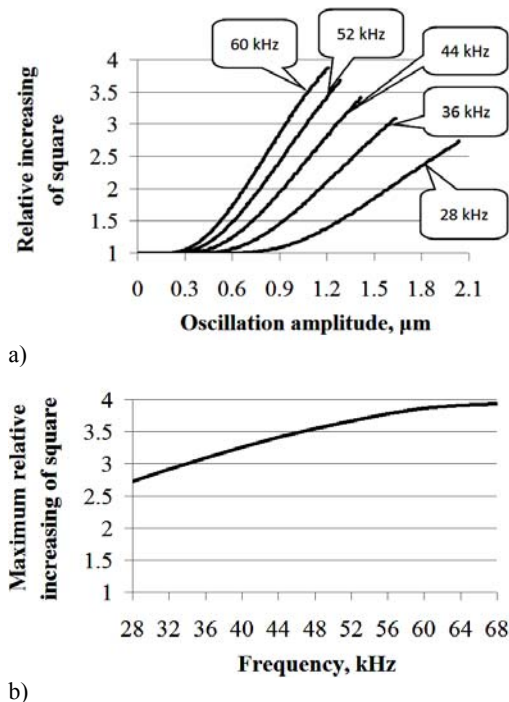 60 kHz
52 kHz
44 kHz
36 kHz
28 kHz
4
3.5
3
2.5
2
1.5
1
Relative increasing
of square
0 0.3 0.6 0.9 1.2 1.5 1.8 2.1
Oscillation amplitude, µm
a)
4
3.5
3
2.5
2
1.5
1
Maximum relative
increasing of square
28 32 36 40 44 48 52 56 60 64 68
Frequency, kHz
b)